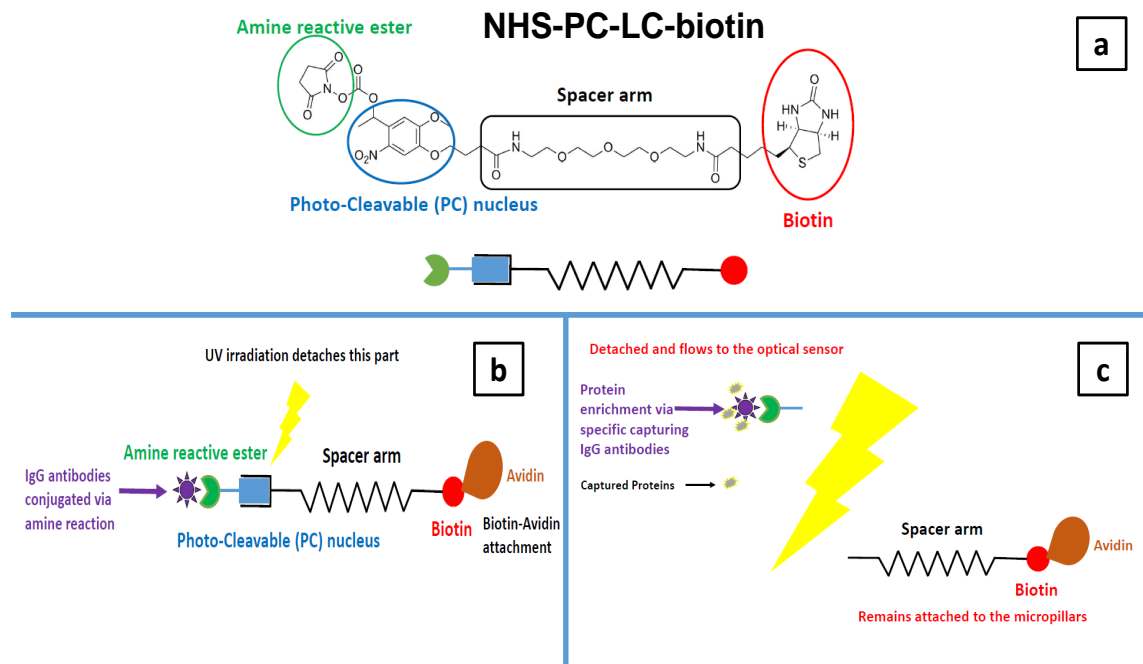 NHS-PC-LC-biotin
a
Amine reactive ester
O
N
O
O
O
O
O
O₂N
O
O
O
H
N
O
O
O
H
N
O
O
HN
NH
H
H
S
Spacer arm
Photo-Cleavable (PC) nucleus
Biotin
b
UV irradiation detaches this part
Amine reactive ester
Spacer arm
IgG antibodies
conjugated via
amine reaction
Avidin
Photo-Cleavable (PC) nucleus
Biotin
Biotin-Avidin
attachment
c
Detached and flows to the optical sensor
Protein
enrichment via
specific capturing
IgG antibodies
Captured Proteins
Spacer arm
Avidin
Biotin
Remains attached to the micropillars